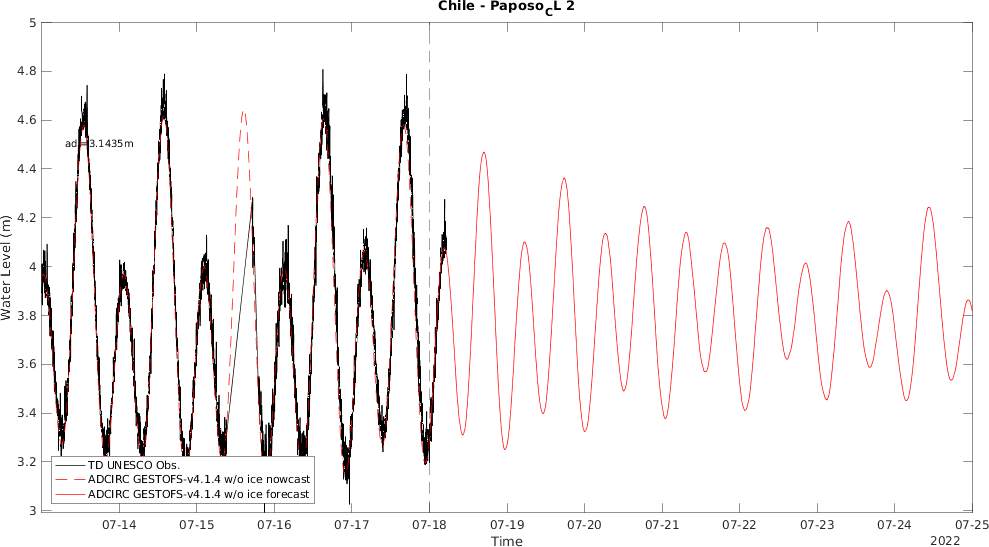 Chile - Paposo_CL 2
5
4.8
4.6
4.4
4.2
4
3.8
3.6
3.4
3.2
3
Water Level (m)
adj=3.1435m
TD UNESCO Obs.
ADCIRC GESTOFS-v4.1.4 w/o ice nowcast
ADCIRC GESTOFS-v4.1.4 w/o ice forecast
07-14 07-15 07-16 07-17 07-18 07-19 07-20 07-21 07-22 07-23 07-24 07-25
Time
2022